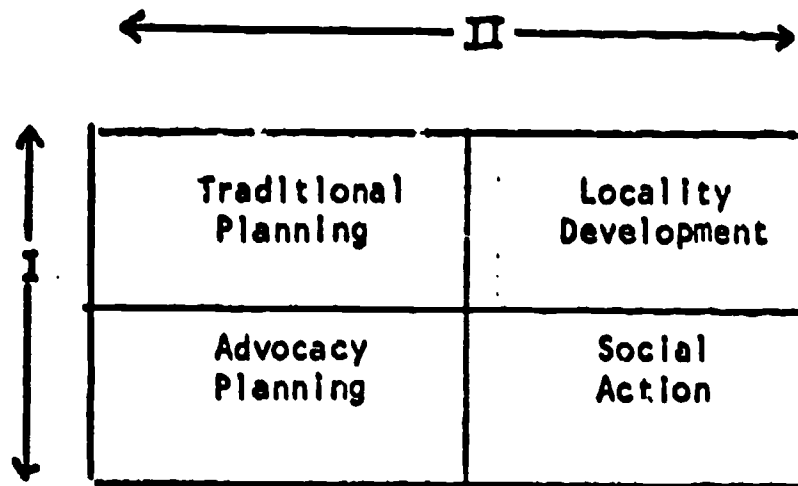 II
Traditional
Planning
Locality
Development
I
Advocacy
Planning
Social
Action